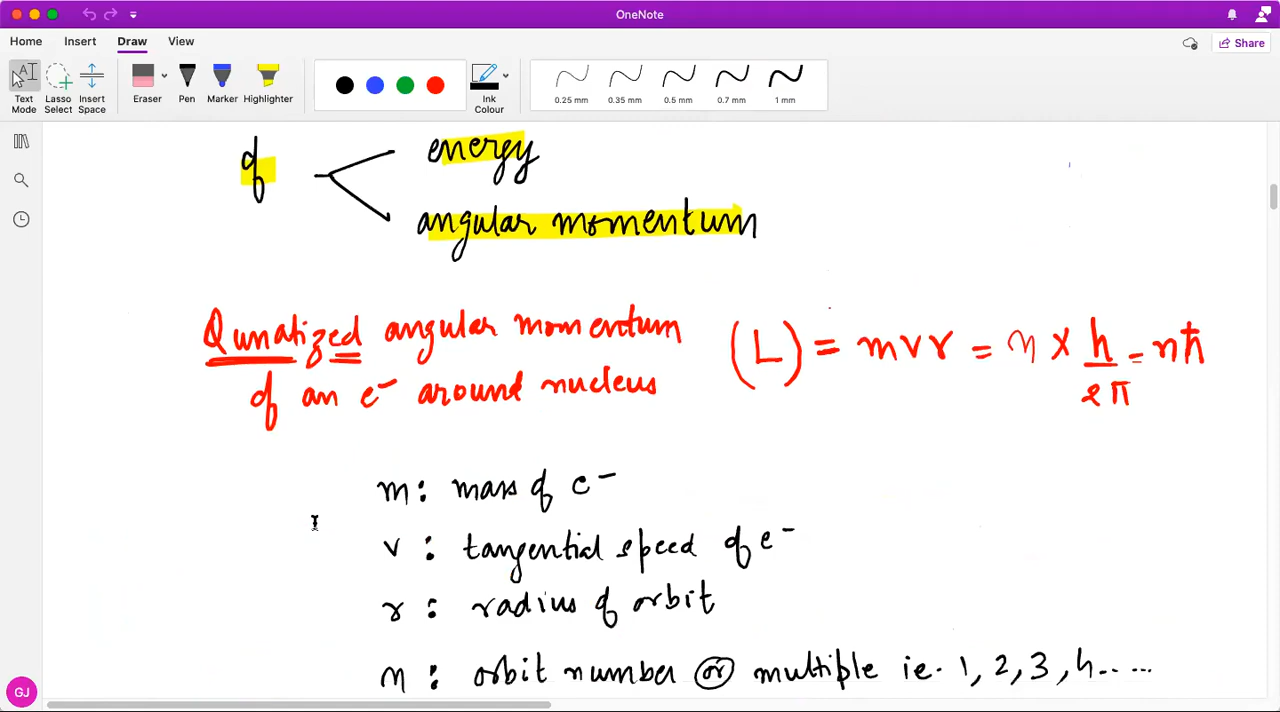 OneNote
Home Insert Draw View
Share
Text Mode
Lasso Select
Insert Space
Eraser
Pen
Marker
Highlighter
Ink Colour
0.25 mm 0.35 mm 0.5 mm 0.7 mm 1 mm
of
energy
angular momentum
Qunatized angular momentum
of an e⁻ around nucleus
(L) = mvr = n × h/2π = nħ
m: mass of e⁻
v: tangential speed of e⁻
r: radius of orbit
n: orbit number or multiple ie. 1, 2, 3, 4.....
GJ